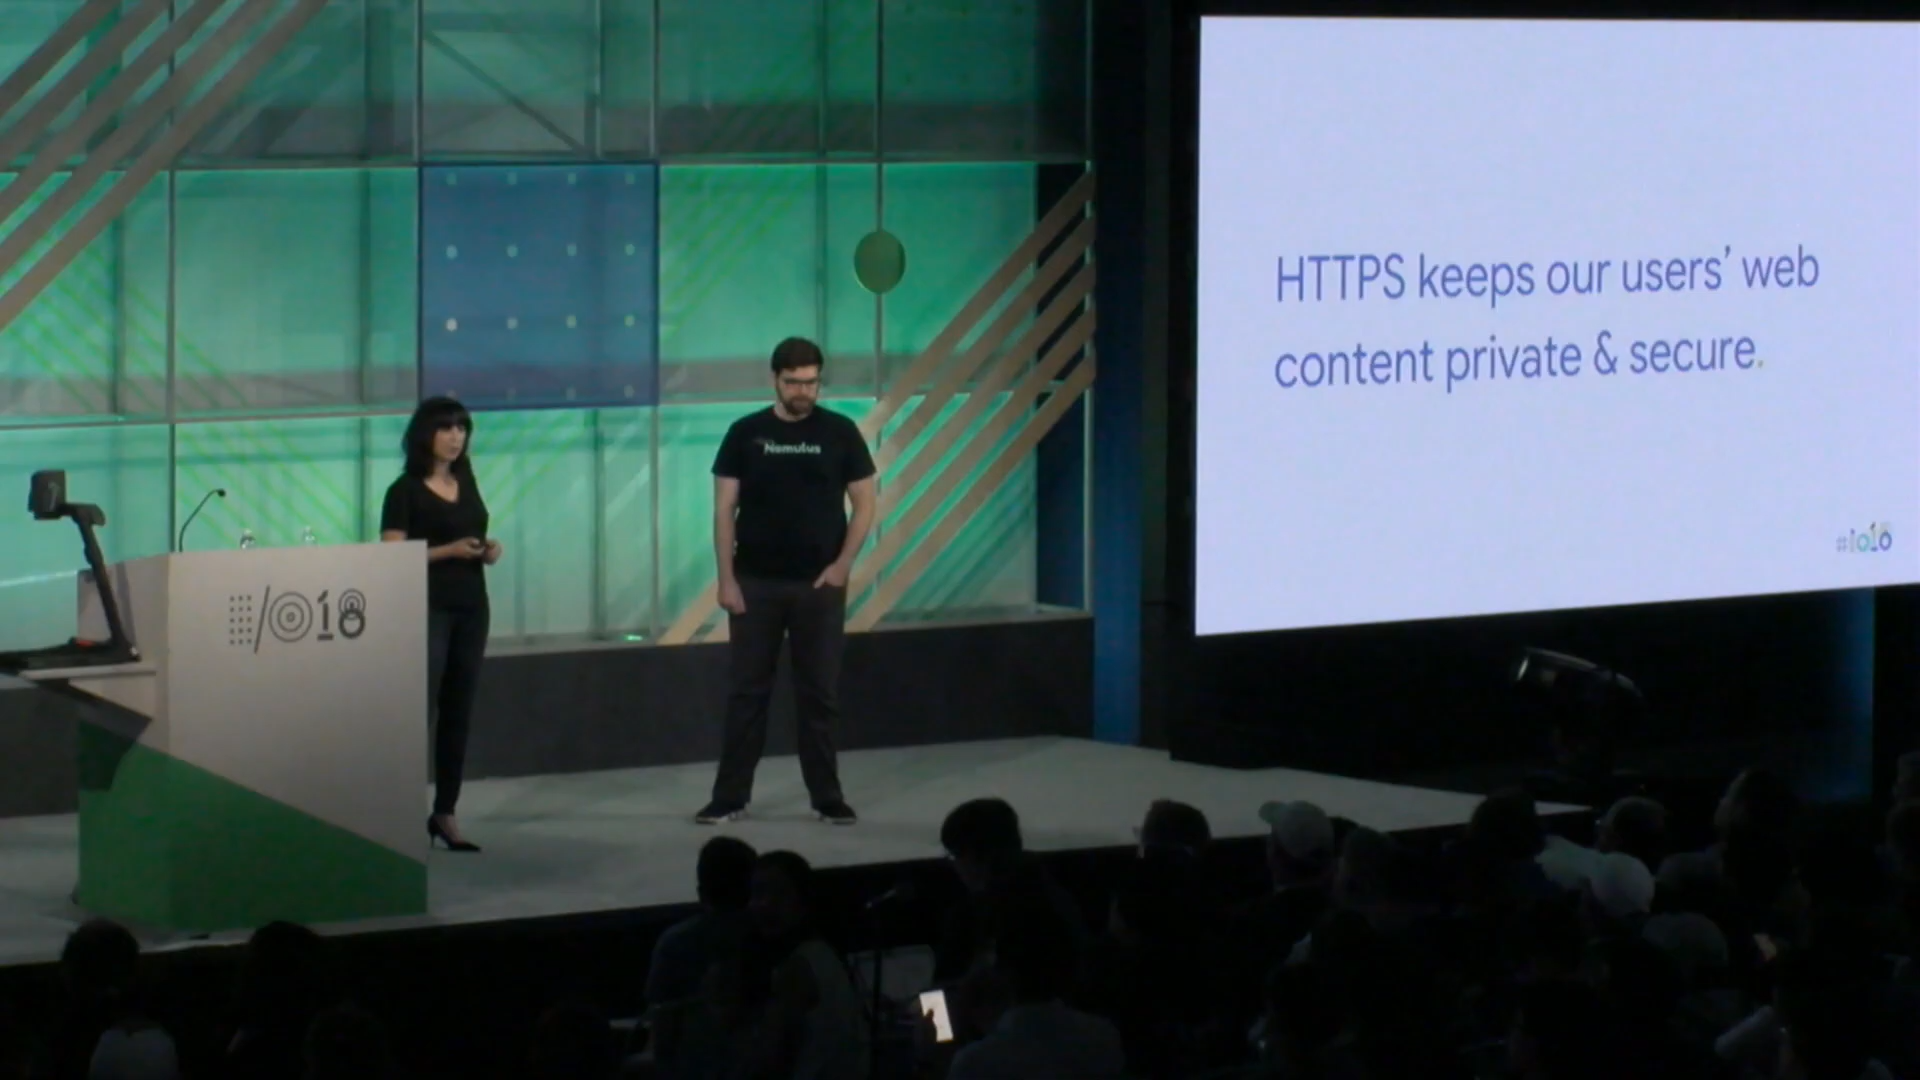 HTTPS keeps our users’ web
content private & secure.
#io18
Nomulus
I/O18